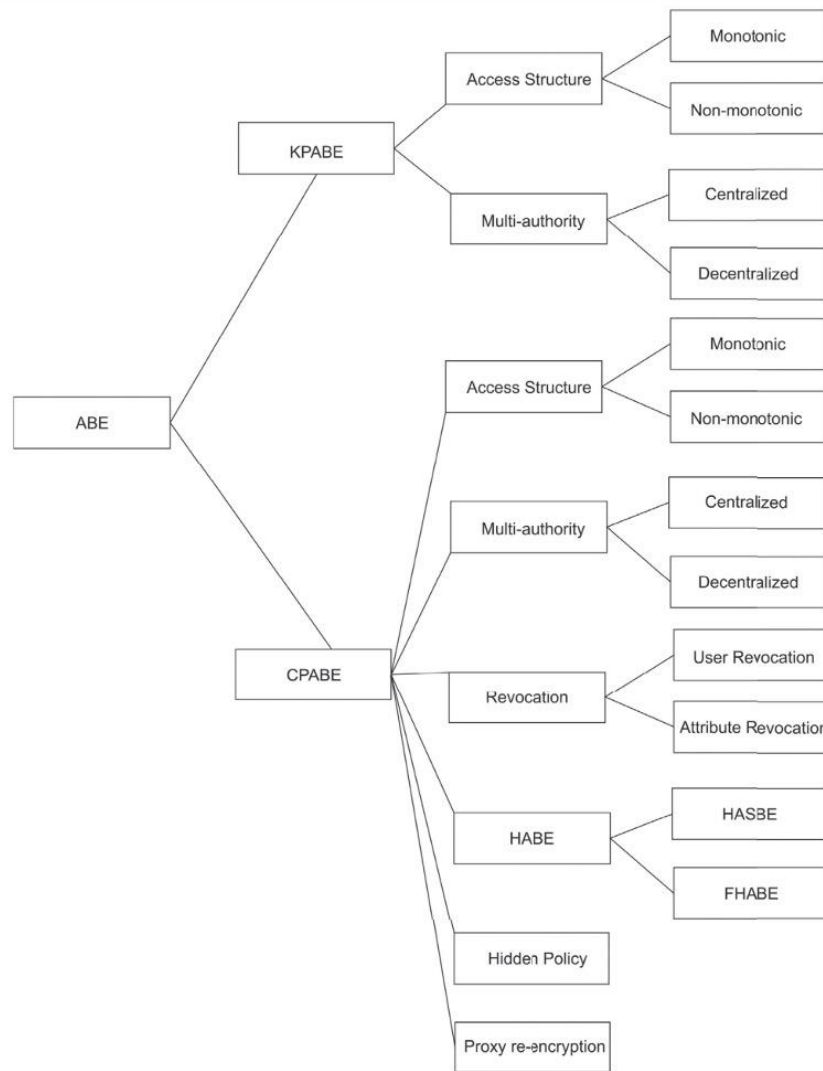 Monotonic
Access Structure
Non-monotonic
KPABE
Centralized
Multi-authority
Decentralized
Monotonic
Access Structure
ABE
Non-monotonic
Centralized
Multi-authority
Decentralized
User Revocation
CPABE
Revocation
Attribute Revocation
HASBE
HABE
FHABE
Hidden Policy
Proxy re-encryption